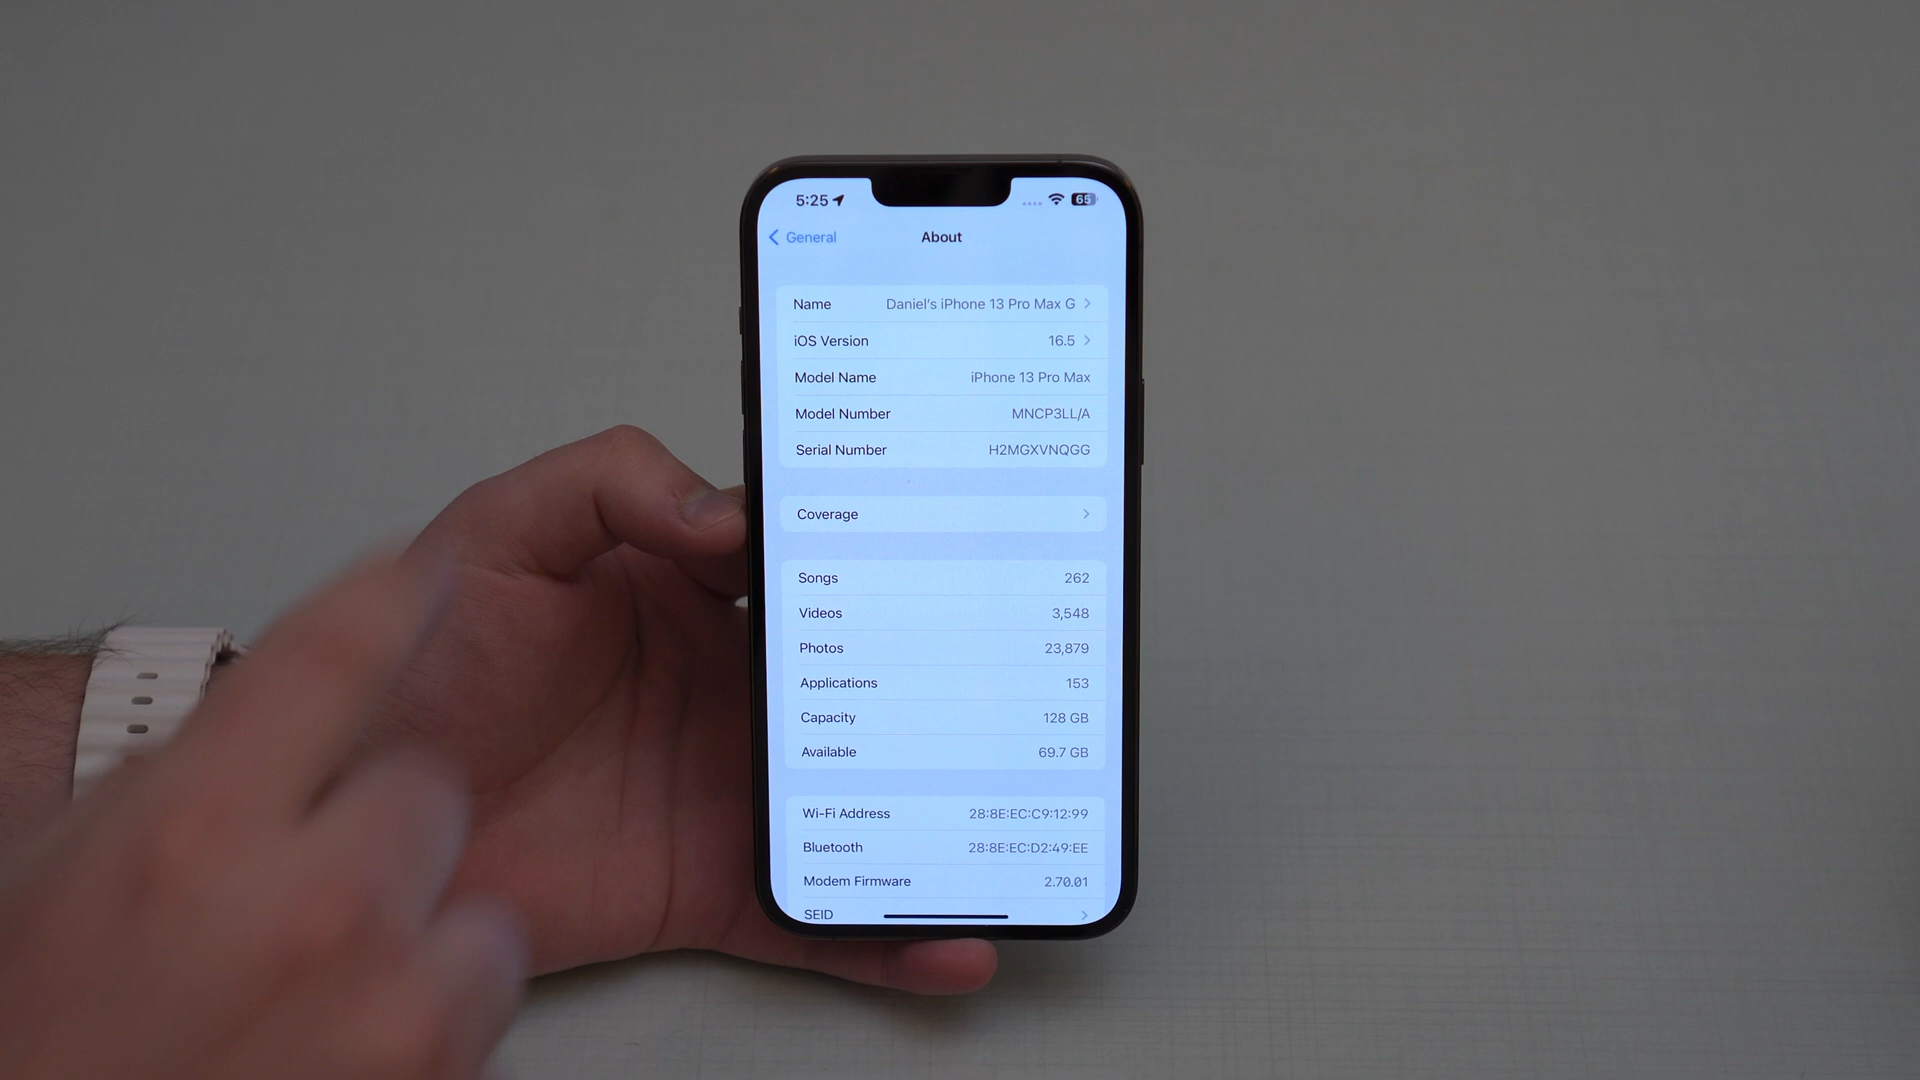 5:25 65
General About
Name Daniel's iPhone 13 Pro Max G
iOS Version 16.5
Model Name iPhone 13 Pro Max
Model Number MNCP3LL/A
Serial Number H2MGXVNQGG
Coverage
Songs 262
Videos 3,548
Photos 23,879
Applications 153
Capacity 128 GB
Available 69.7 GB
Wi-Fi Address 28:8E:EC:C9:12:99
Bluetooth 28:8E:EC:D2:49:EE
Modem Firmware 2.70.01
SEID